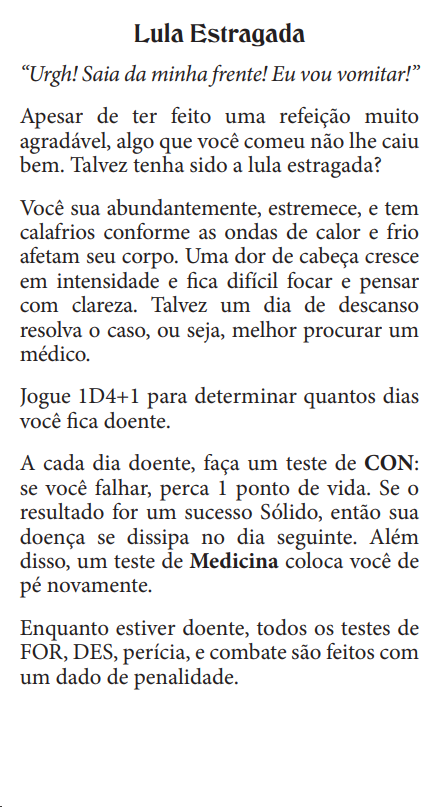 Lula Estragada
“Urgh! Saia da minha frente! Eu vou vomitar!”
Apesar de ter feito uma refeição muito
agradável, algo que você comeu não lhe caiu
bem. Talvez tenha sido a lula estragada?
Você sua abundantemente, estremece, e tem
calafrios conforme as ondas de calor e frio
afetam seu corpo. Uma dor de cabeça cresce
em intensidade e fica difícil focar e pensar
com clareza. Talvez um dia de descanso
resolva o caso, ou seja, melhor procurar um
médico.
Jogue 1D4+1 para determinar quantos dias
você fica doente.
A cada dia doente, faça um teste de CON:
se você falhar, perca 1 ponto de vida. Se o
resultado for um sucesso Sólido, então sua
doença se dissipa no dia seguinte. Além
disso, um teste de Medicina coloca você de
pé novamente.
Enquanto estiver doente, todos os testes de
FOR, DES, perícia, e combate são feitos com
um dado de penalidade.